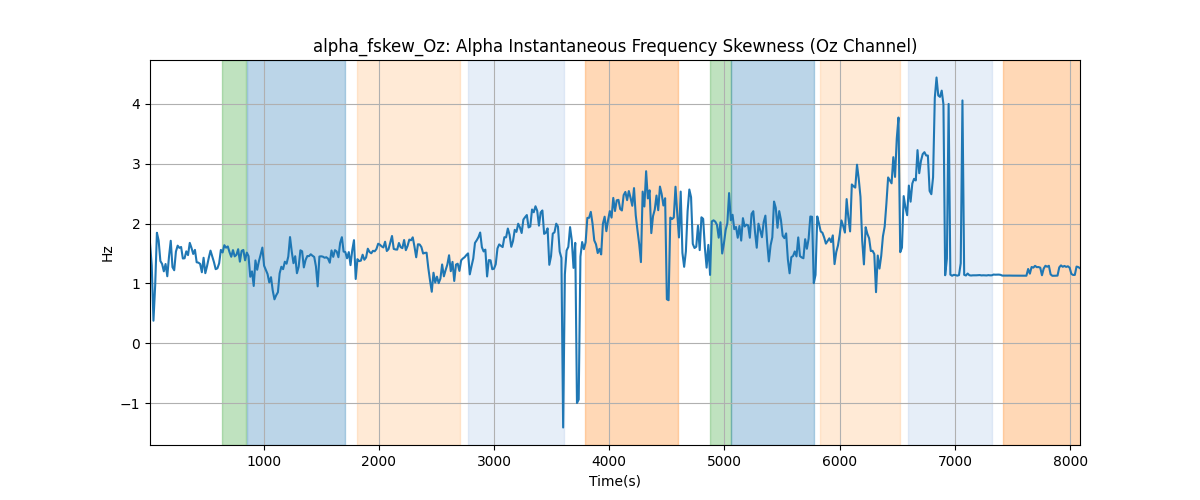 alpha_fskew_Oz: Alpha Instantaneous Frequency Skewness (Oz Channel)
4
3
2
1
0
−1
Hz
1000 2000 3000 4000 5000 6000 7000 8000
Time(s)